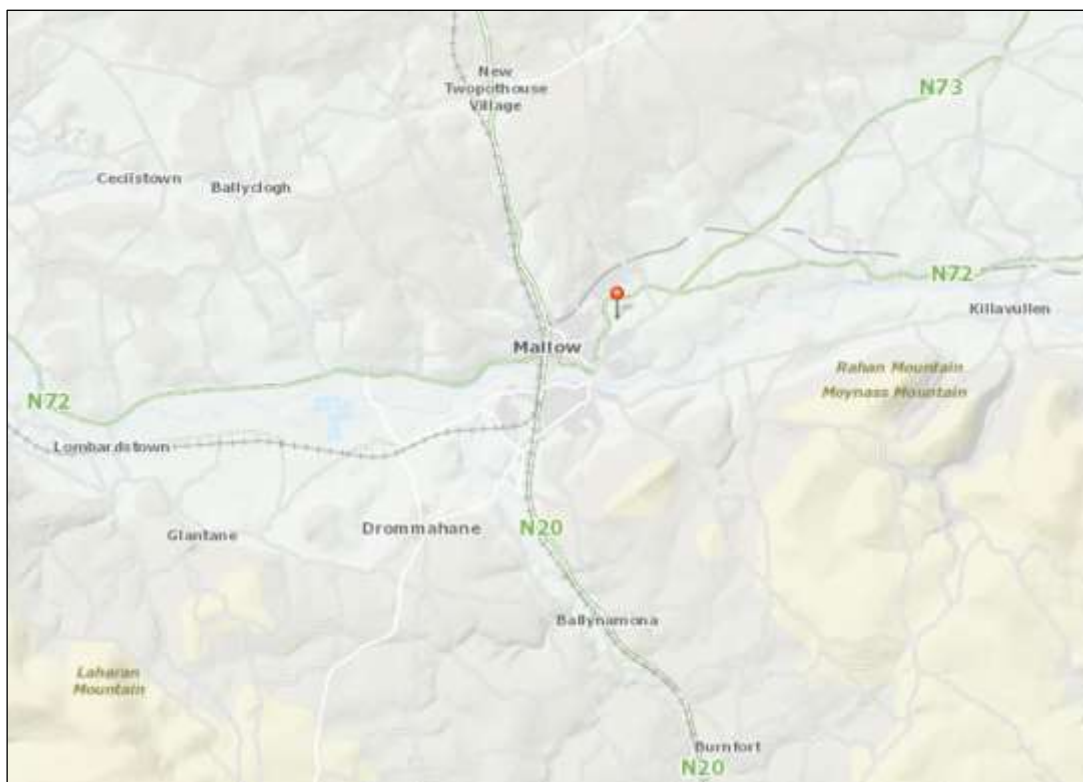 New
Twopothouse
Village
N73
Cecilstown
Ballyclogh
N72
Killavullen
Mallow
Rahan Mountain
Moynass Mountain
N72
Lombardstown
Glantane
Drommahane
N20
Ballynamona
Laharan
Mountain
Burnfort
N20